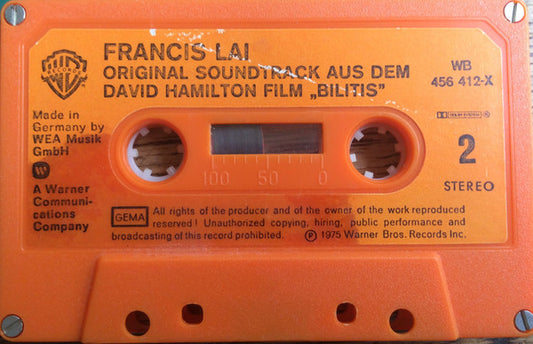 FRANCIS LAI
ORIGINAL SOUNDTRACK AUS DEM
DAVID HAMILTON FILM „BILITIS”
WB
456 412-X
RECORDS
Made in
Germany by
WEA Musik
GmbH
A Warner
Communi-
cations
Company
100 50 0
DOLBY SYSTEM
2
STEREO
GEMA
All rights of the producer and of the owner of the work reproduced
reserved! Unauthorized copying, hiring, public performance and
broadcasting of this record prohibited. ℗ 1975 Warner Bros. Records Inc.